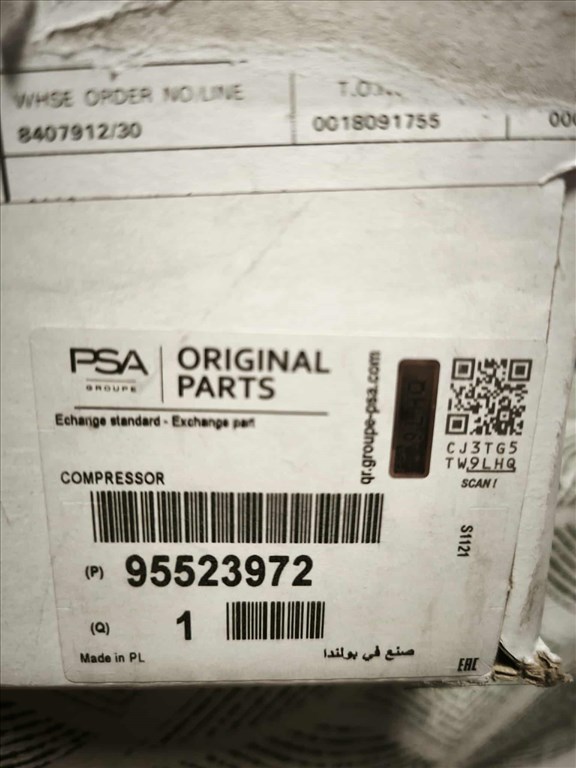 WHSE ORDER NO/LINE
8407912/30
0018091755
PSA
GROUPE
ORIGINAL
PARTS
Echange standard - Exchange part
qr.groupe-psa.com
CJ3TG5
TW9LHQ
SCAN!
COMPRESSOR
S1121
(P) 95523972
(Q) 1
Made in PL
صنع في بولندا
EAC